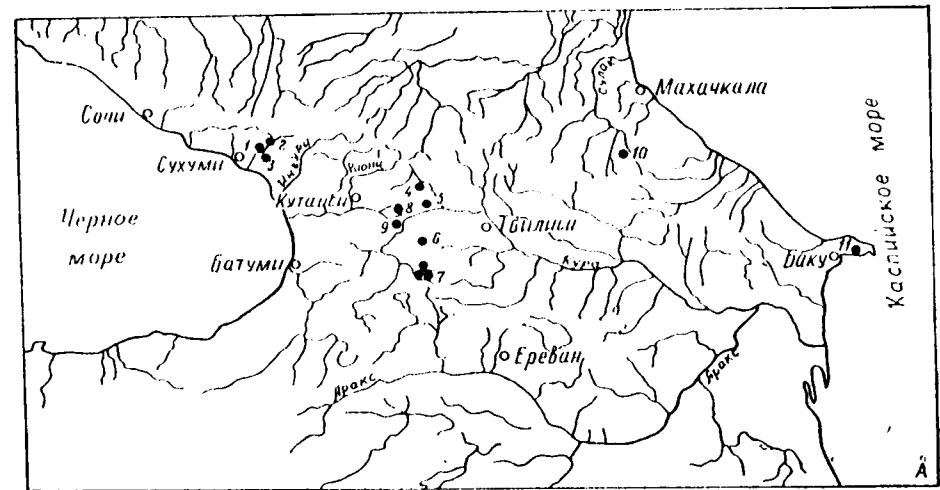 Сочи
Сухуми
1
2
3
Ингури
Риони
Кутаиси
Черное
море
Батуми
4
5
8
9
6
7
Тбилиси
Кура
Ереван
Аракс
Аракс
Сулак
Махачкала
10
Баку
11
Каспийское море
А